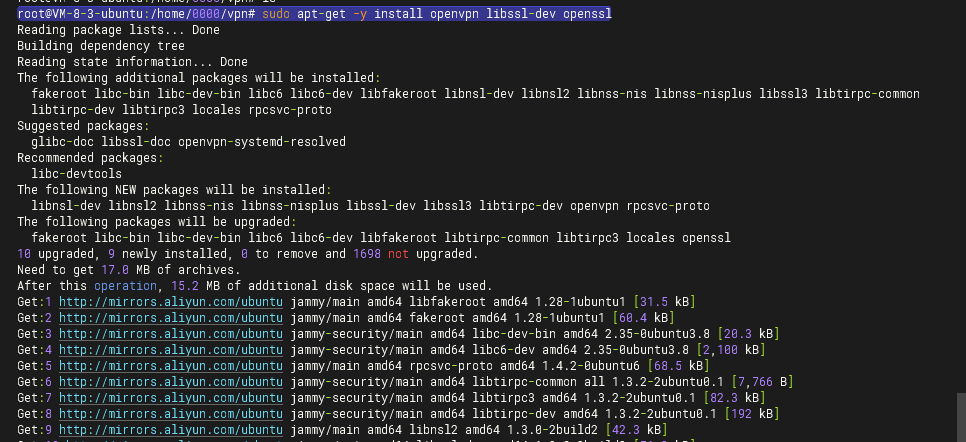 root@VM-8-3-ubuntu:/home/0000/vpn# sudo apt-get -y install openvpn libssl-dev openssl
Reading package lists... Done
Building dependency tree
Reading state information... Done
The following additional packages will be installed:
fakeroot libc-bin libc-dev-bin libc6 libc6-dev libfakeroot libnsl-dev libnsl2 libnss-nis libnss-nisplus libssl3 libtirpc-common
libtirpc-dev libtirpc3 locales rpcsvc-proto
Suggested packages:
glibc-doc libssl-doc openvpn-systemd-resolved
Recommended packages:
libc-devtools
The following NEW packages will be installed:
libnsl-dev libnsl2 libnss-nis libnss-nisplus libssl-dev libssl3 libtirpc-dev openvpn rpcsvc-proto
The following packages will be upgraded:
fakeroot libc-bin libc-dev-bin libc6 libc6-dev libfakeroot libtirpc-common libtirpc3 locales openssl
10 upgraded, 9 newly installed, 0 to remove and 1698 not upgraded.
Need to get 17.0 MB of archives.
After this operation, 15.2 MB of additional disk space will be used.
Get:1 http://mirrors.aliyun.com/ubuntu jammy/main amd64 libfakeroot amd64 1.28-1ubuntu1 [31.5 kB]
Get:2 http://mirrors.aliyun.com/ubuntu jammy/main amd64 fakeroot amd64 1.28-1ubuntu1 [60.4 kB]
Get:3 http://mirrors.aliyun.com/ubuntu jammy-security/main amd64 libc-dev-bin amd64 2.35-0ubuntu3.8 [20.3 kB]
Get:4 http://mirrors.aliyun.com/ubuntu jammy-security/main amd64 libc6-dev amd64 2.35-0ubuntu3.8 [2,100 kB]
Get:5 http://mirrors.aliyun.com/ubuntu jammy/main amd64 rpcsvc-proto amd64 1.4.2-0ubuntu6 [68.5 kB]
Get:6 http://mirrors.aliyun.com/ubuntu jammy-security/main amd64 libtirpc-common all 1.3.2-2ubuntu0.1 [7,766 B]
Get:7 http://mirrors.aliyun.com/ubuntu jammy-security/main amd64 libtirpc3 amd64 1.3.2-2ubuntu0.1 [82.3 kB]
Get:8 http://mirrors.aliyun.com/ubuntu jammy-security/main amd64 libtirpc-dev amd64 1.3.2-2ubuntu0.1 [192 kB]
Get:9 http://mirrors.aliyun.com/ubuntu jammy/main amd64 libnsl2 amd64 1.3.0-2build2 [42.3 kB]